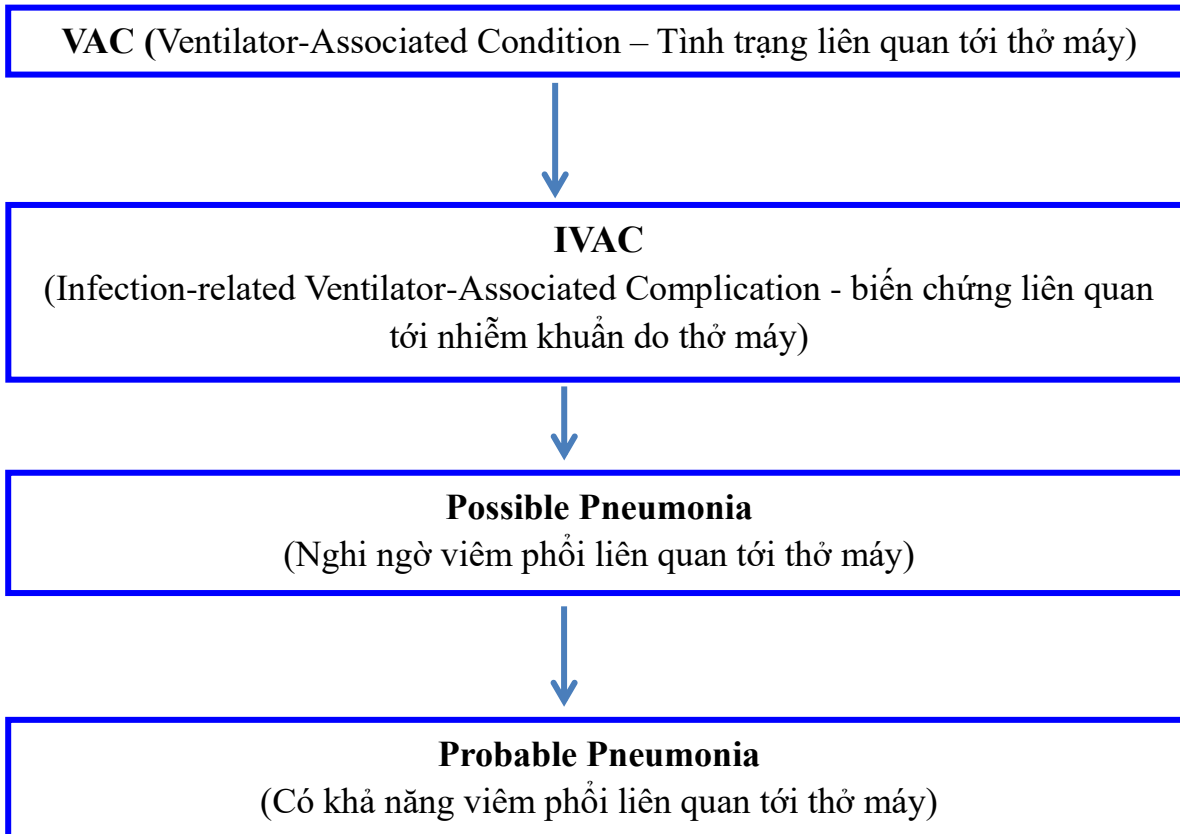 VAC (Ventilator-Associated Condition – Tình trạng liên quan tới thở máy)
IVAC
(Infection-related Ventilator-Associated Complication - biến chứng liên quan
tới nhiễm khuẩn do thở máy)
Possible Pneumonia
(Nghi ngờ viêm phổi liên quan tới thở máy)
Probable Pneumonia
(Có khả năng viêm phổi liên quan tới thở máy)